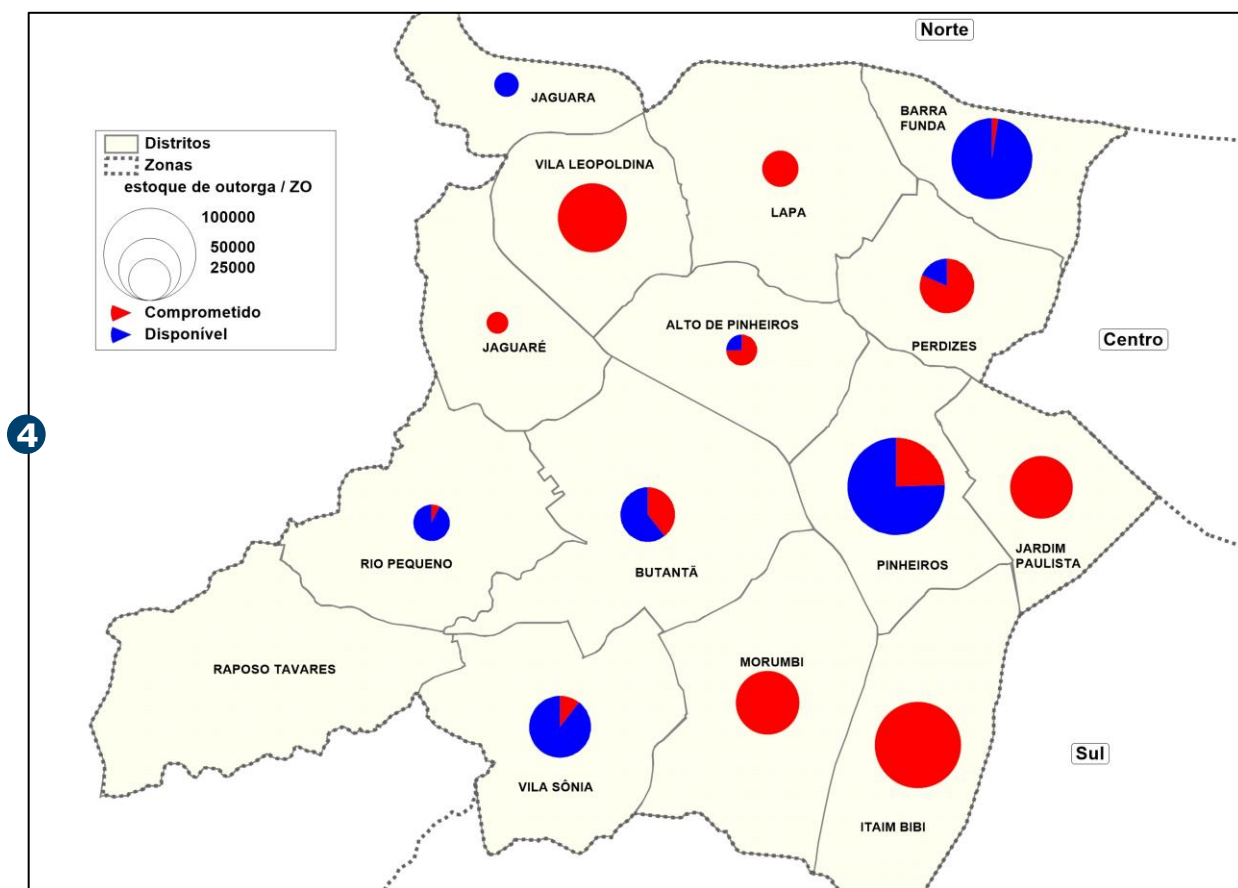 Norte
JAGUARA
BARRA
FUNDA
Distritos
Zonas
estoque de outorga / ZO
100000
50000
25000
Comprometido
Disponível
VILA LEOPOLDINA
LAPA
JAGUARÉ
ALTO DE PINHEIROS
PERDIZES
Centro
4
RIO PEQUENO
BUTANTÃ
PINHEIROS
JARDIM
PAULISTA
RAPOSO TAVARES
MORUMBI
VILA SÔNIA
ITAIM BIBI
Sul